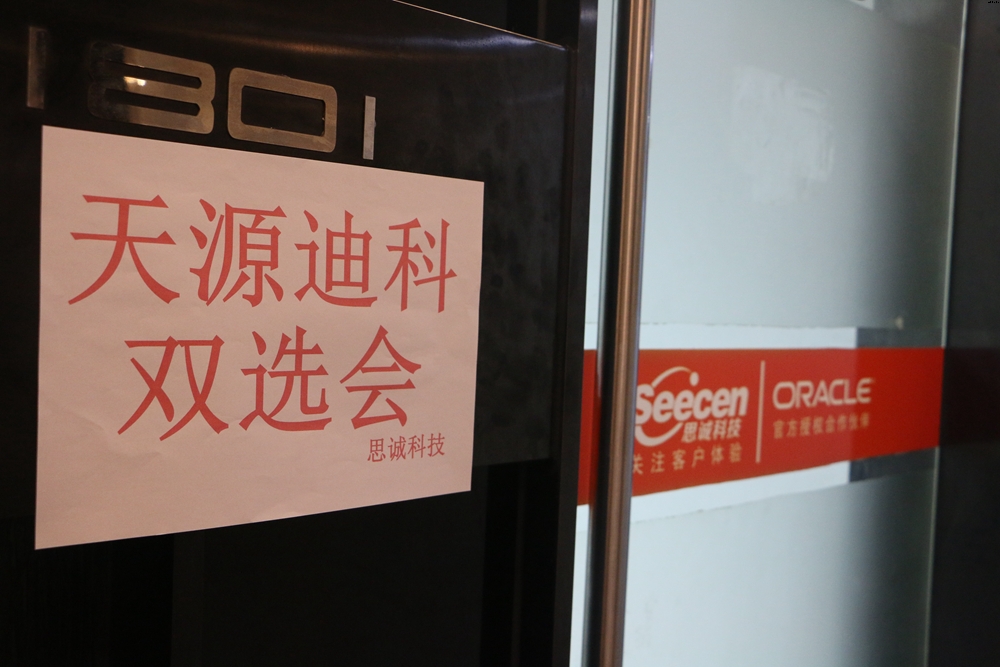 1301
天源迪科
双选会
思诚科技
Seecen
思诚科技
关注客户体验
ORACLE
官方授权合作伙伴